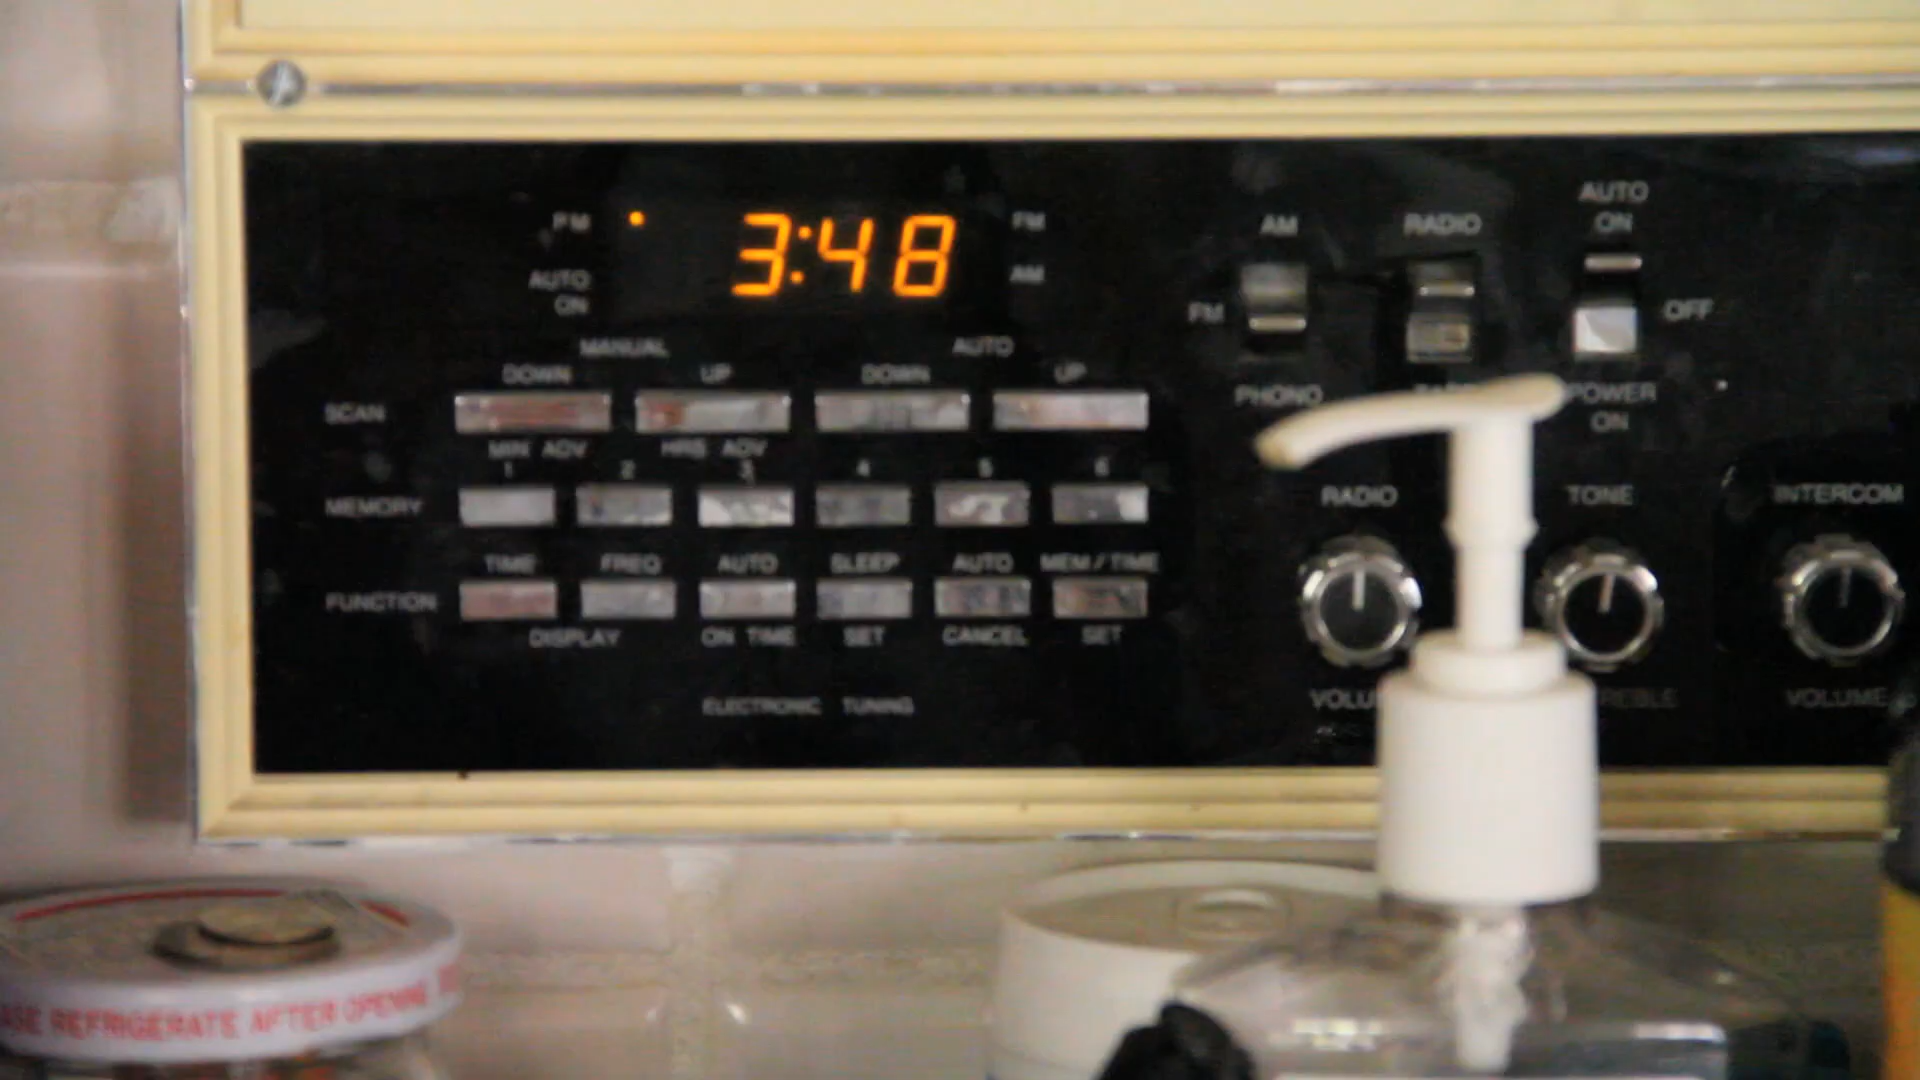 PM 3:48 FM
AUTO ON AM
MANUAL AUTO
DOWN UP DOWN UP
SCAN
MIN ADV HRS ADV
1 2 3 4 5 6
MEMORY
TIME FREQ AUTO SLEEP AUTO MEM/TIME
FUNCTION
DISPLAY ON TIME SET CANCEL SET
ELECTRONIC TUNING
AM RADIO AUTO ON
FM OFF
PHONO POWER ON
RADIO TONE INTERCOM
VOLU REBLE VOLUME
ASE REFRIGERATE AFTER OPENING